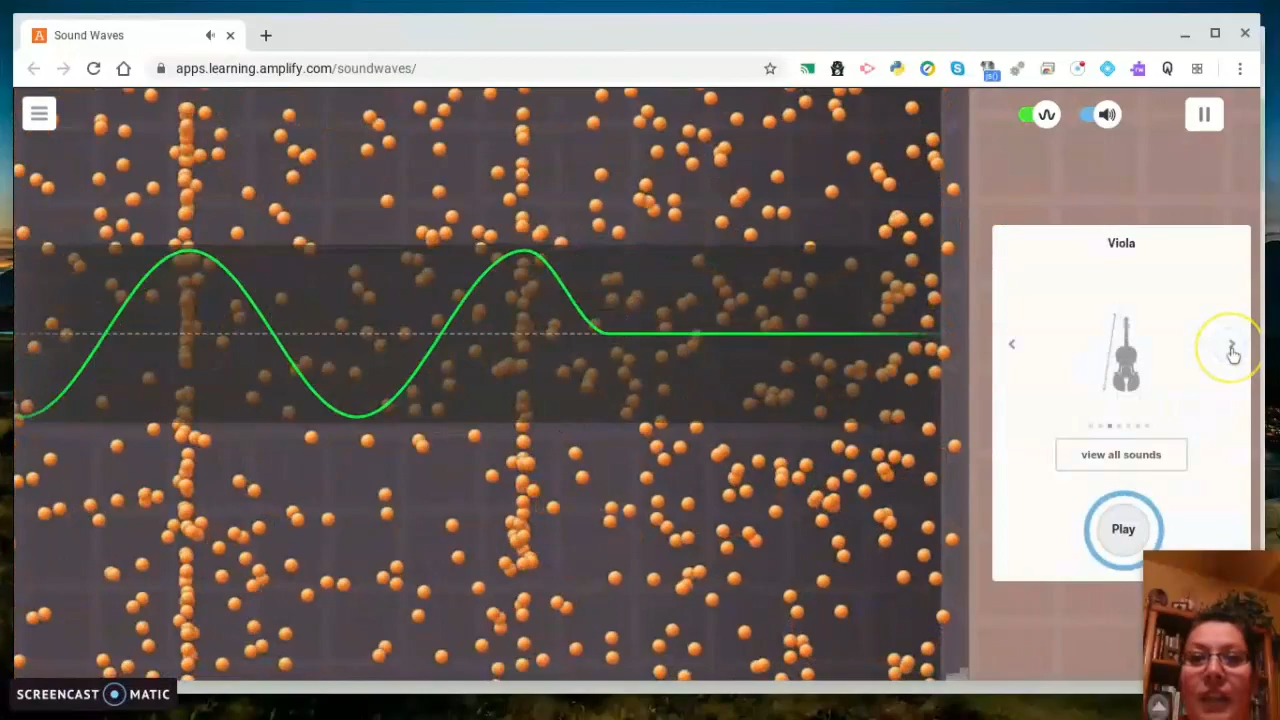 Sound Waves
apps.learning.amplify.com/soundwaves/
Viola
view all sounds
Play
SCREENCAST MATIC